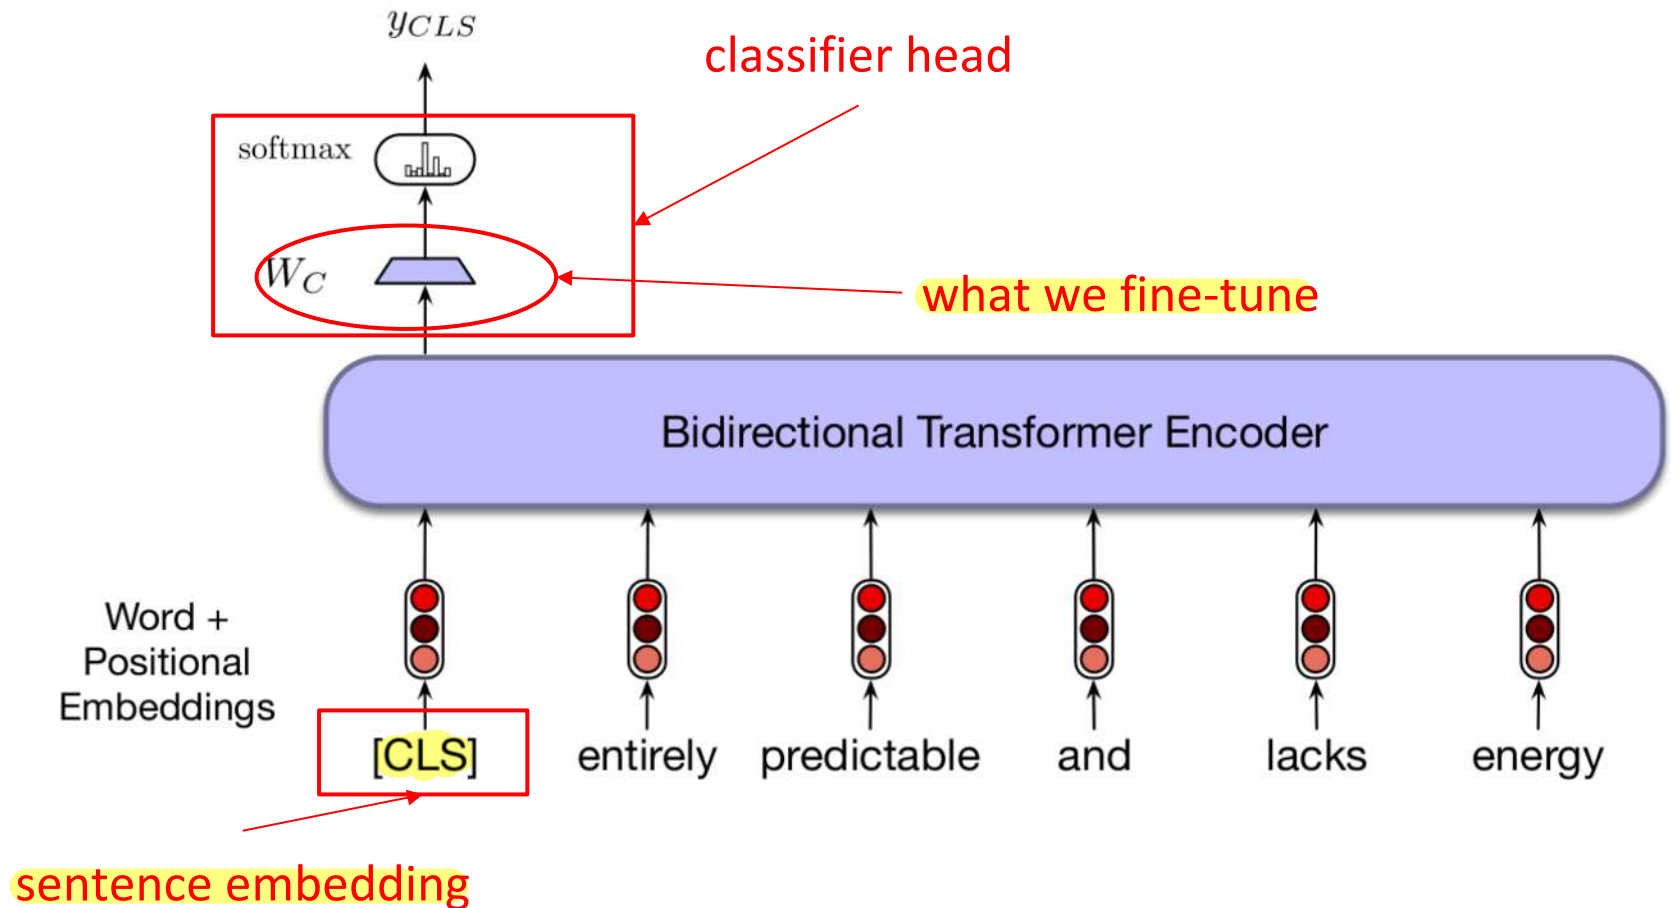 yCLS
classifier head
softmax
WC
what we fine-tune
Bidirectional Transformer Encoder
Word +
Positional
Embeddings
[CLS] entirely predictable and lacks energy
sentence embedding